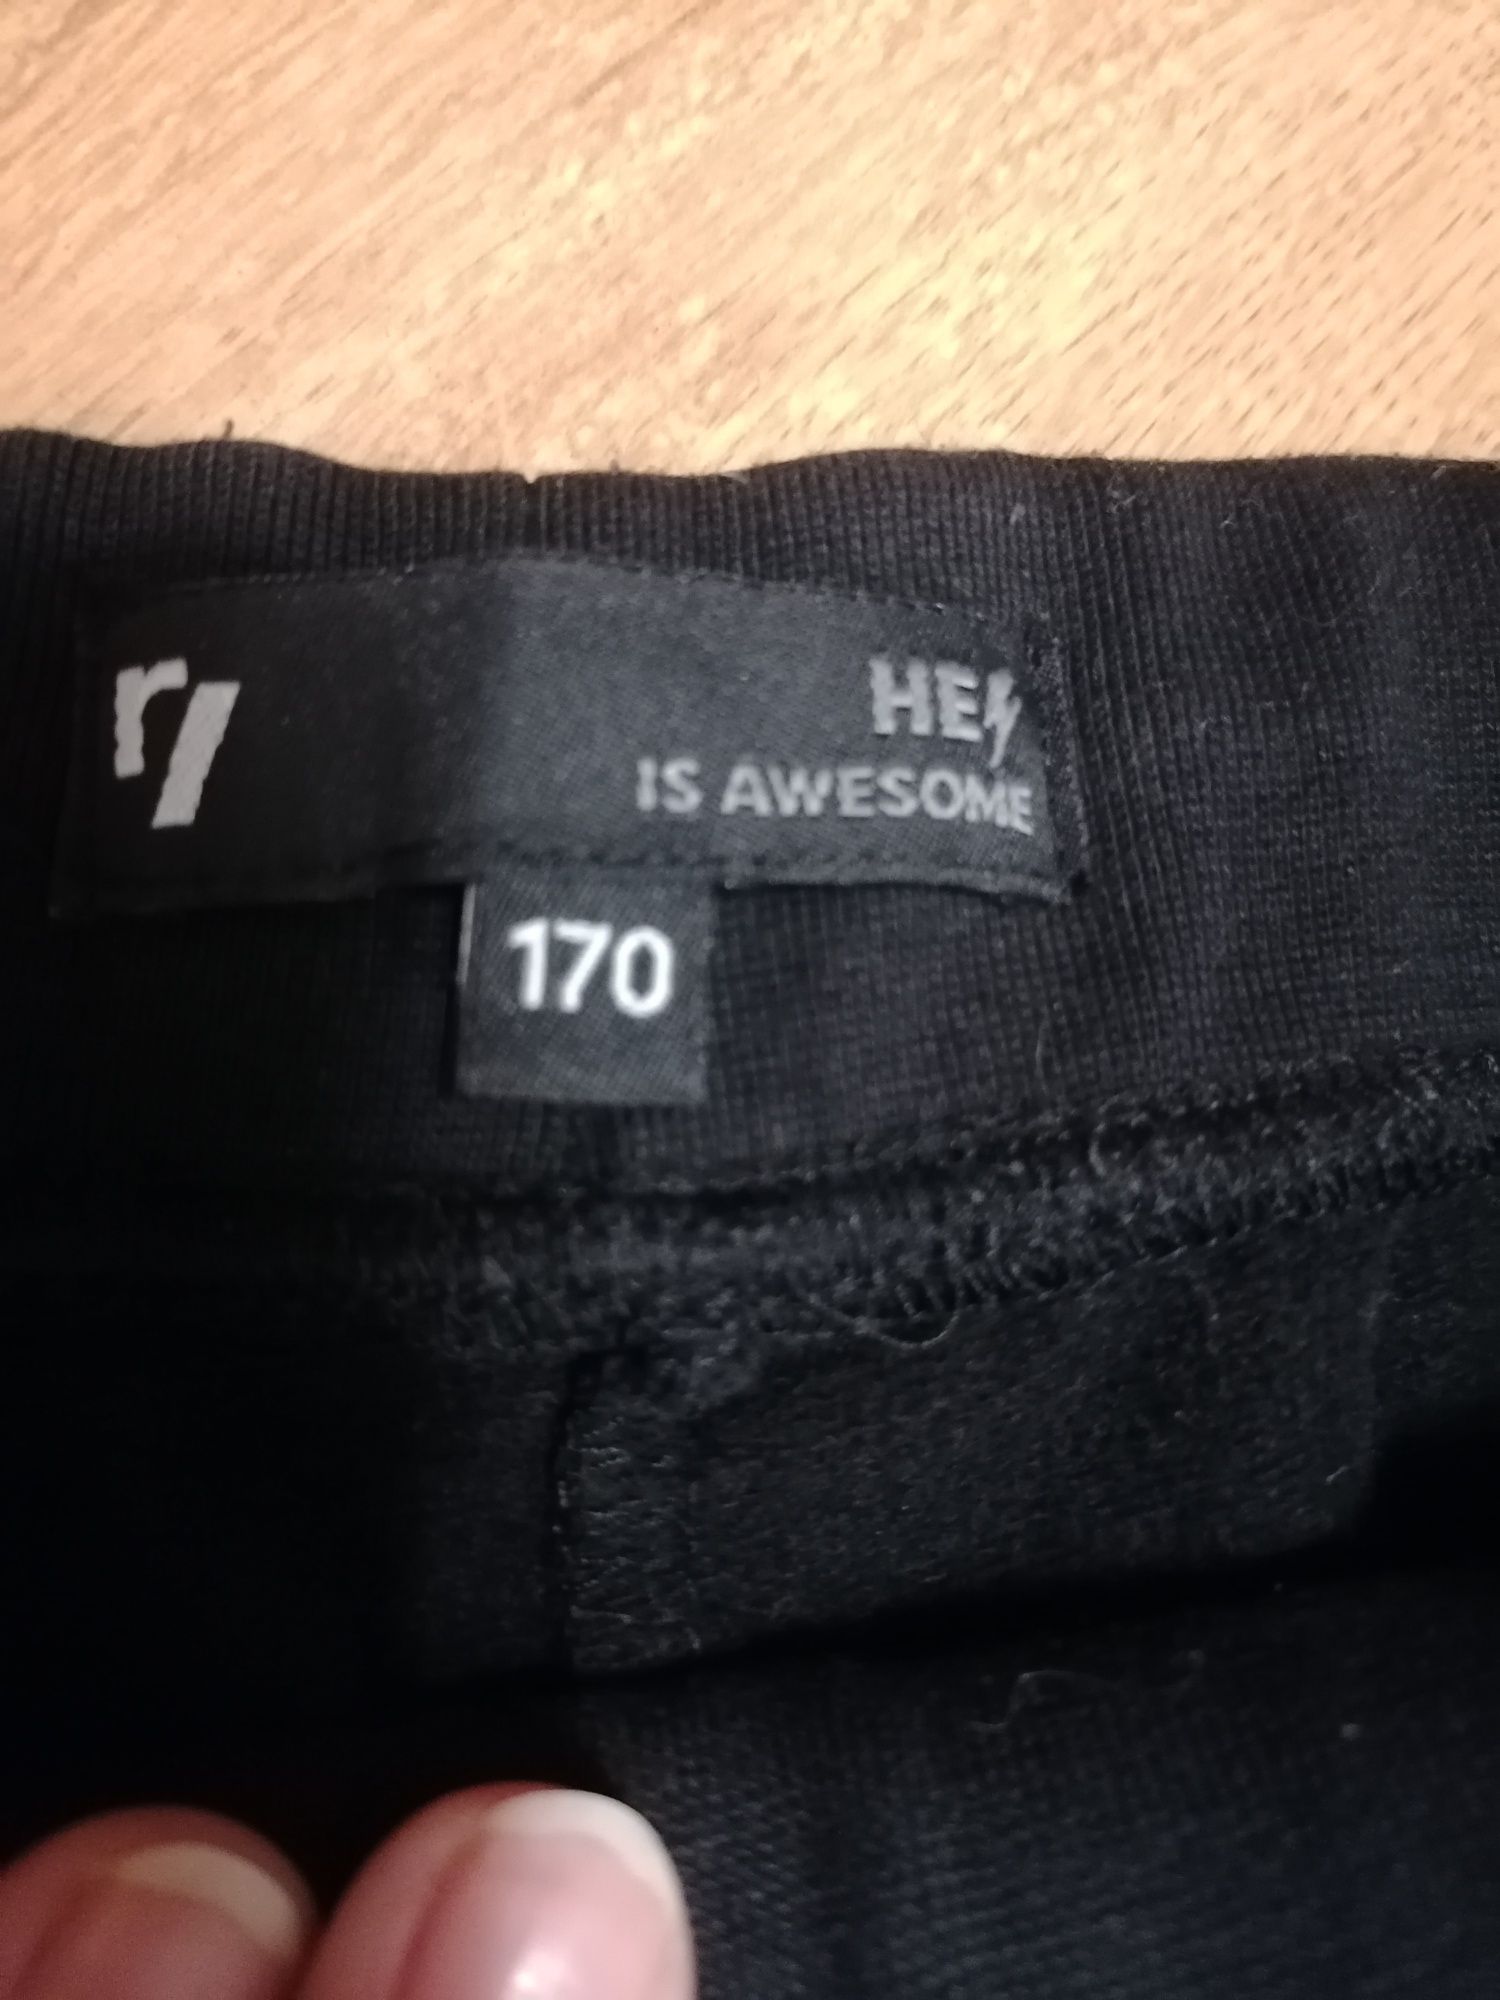 r/
HE⚡
IS AWESOME
170